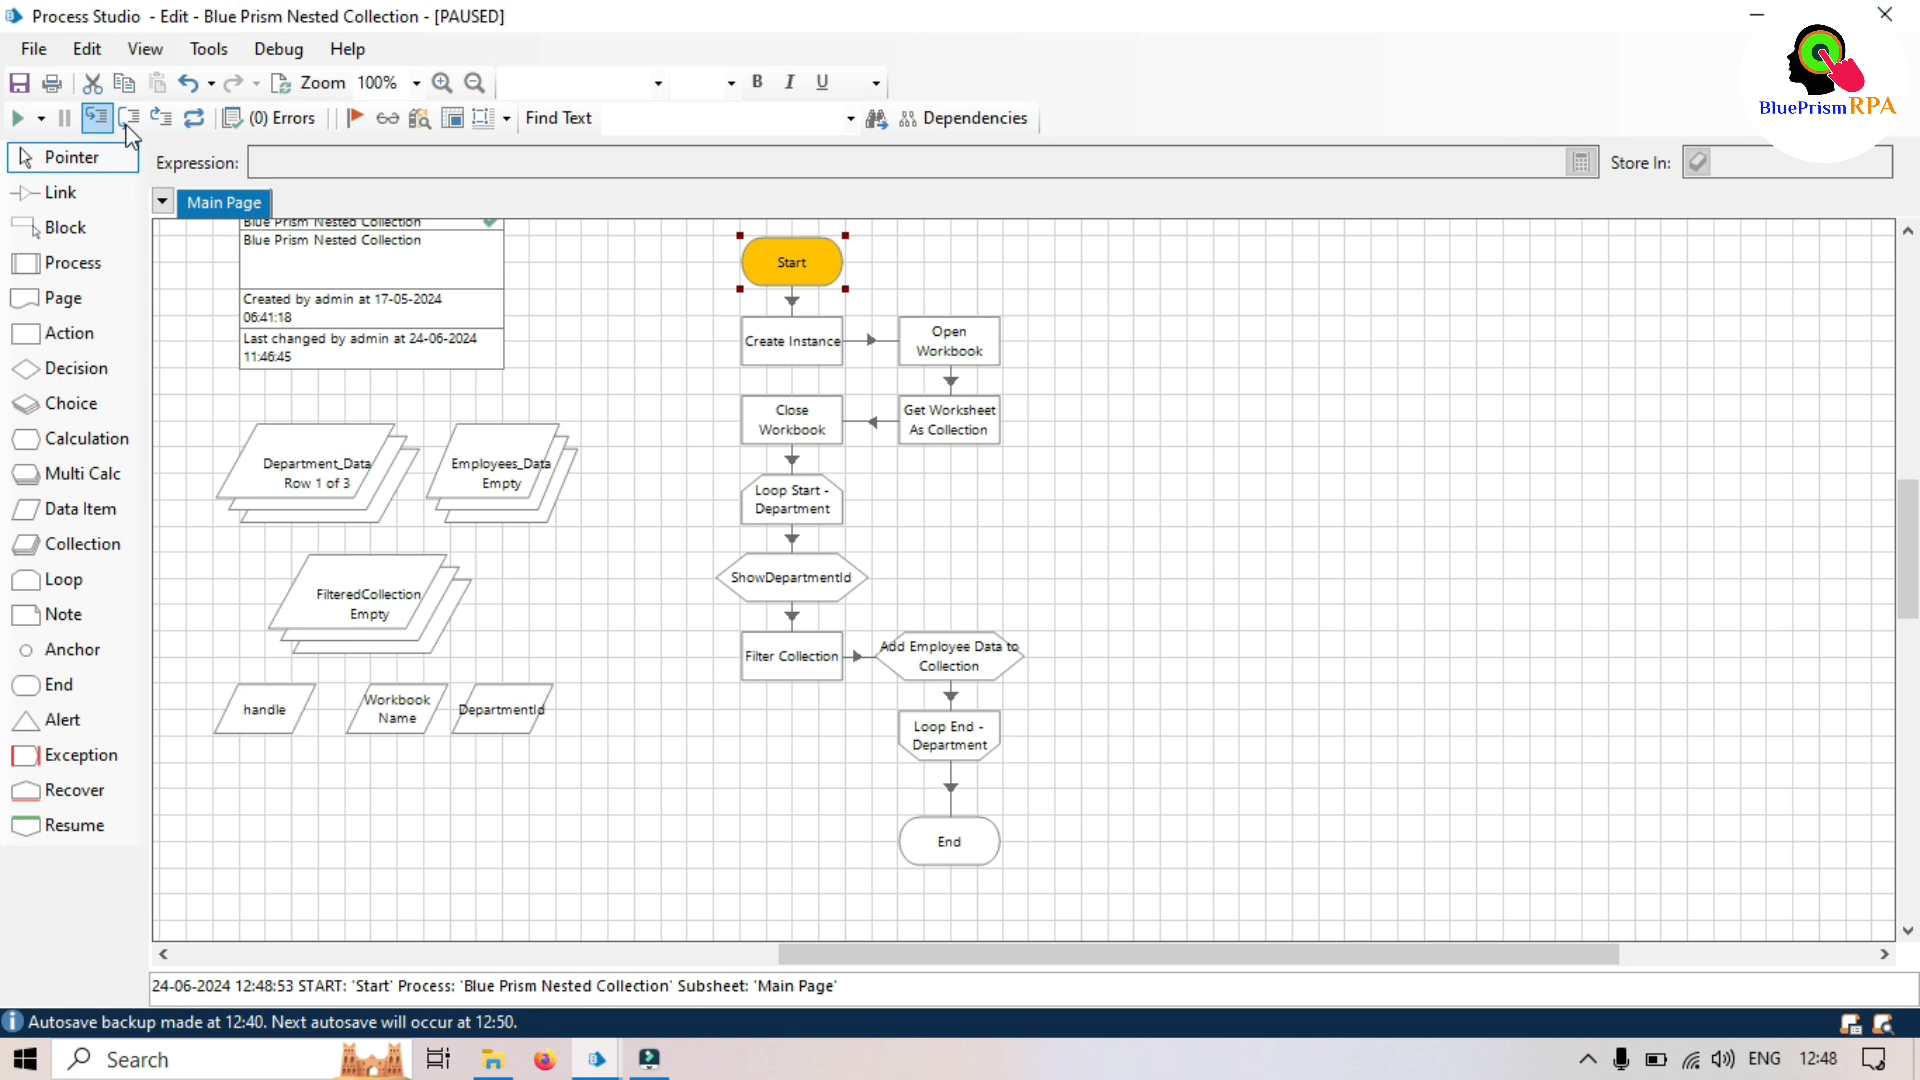 Process Studio - Edit - Blue Prism Nested Collection - [PAUSED]
File Edit View Tools Debug Help
Zoom 100% B I U
(0) Errors Find Text Dependencies
BluePrism RPA
Expression: Store In:
Main Page
Pointer
Link
Block
Process
Page
Action
Decision
Choice
Calculation
Multi Calc
Data Item
Collection
Loop
Note
Anchor
End
Alert
Exception
Recover
Resume
Blue Prism Nested Collection
Blue Prism Nested Collection
Created by admin at 17-05-2024
06:41:18
Last changed by admin at 24-06-2024
11:46:45
Department_Data
Row 1 of 3
Employees_Data
Empty
FilteredCollection
Empty
handle
Workbook
Name
DepartmentId
Start
Create Instance
Open
Workbook
Close
Workbook
Get Worksheet
As Collection
Loop Start -
Department
ShowDepartmentId
Filter Collection
Add Employee Data to
Collection
Loop End -
Department
End
24-06-2024 12:48:53 START: 'Start' Process: 'Blue Prism Nested Collection' Subsheet: 'Main Page'
Autosave backup made at 12:40. Next autosave will occur at 12:50.
Search
ENG 12:48